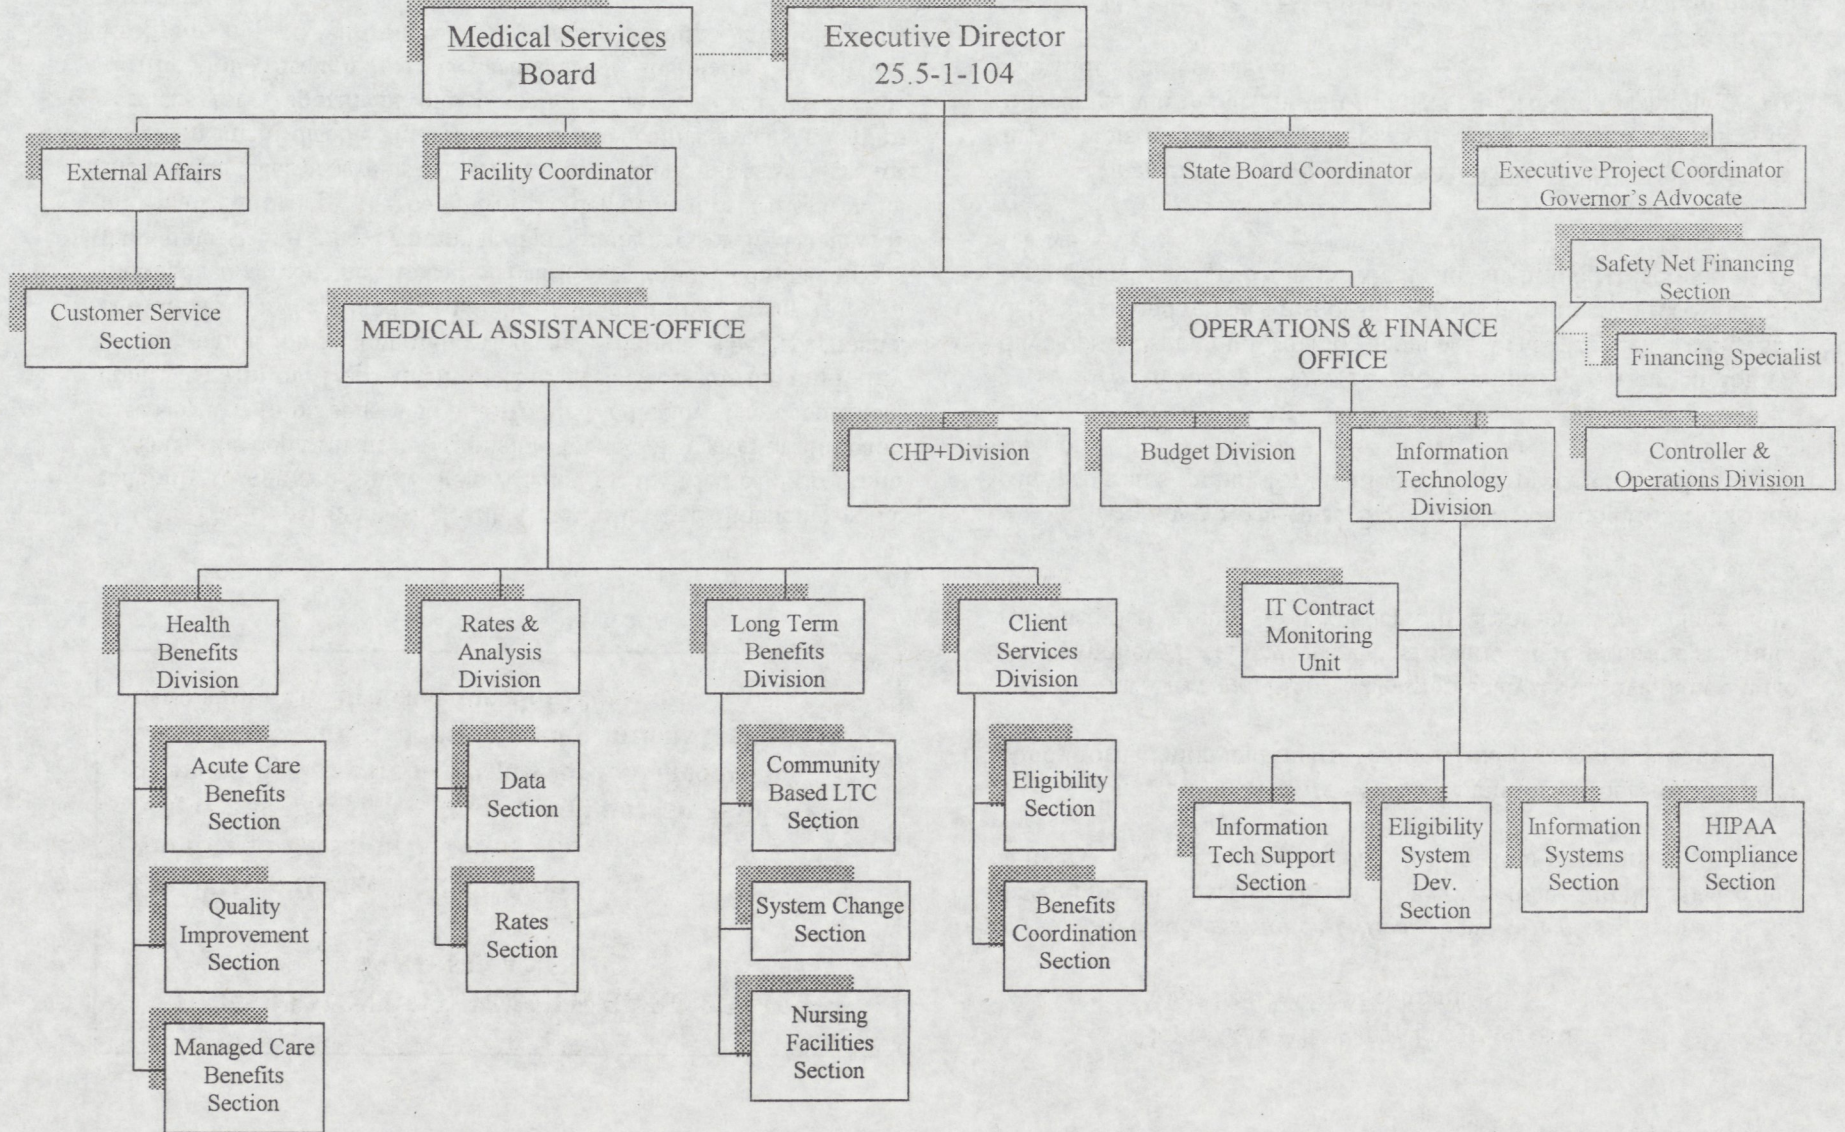 Medical Services
Board
Executive Director
25.5-1-104
External Affairs
Facility Coordinator
State Board Coordinator
Executive Project Coordinator
Governor's Advocate
Customer Service
Section
MEDICAL ASSISTANCE OFFICE
OPERATIONS & FINANCE
OFFICE
Safety Net Financing
Section
Financing Specialist
CHP+Division
Budget Division
Information
Technology
Division
Controller &
Operations Division
Health
Benefits
Division
Rates &
Analysis
Division
Long Term
Benefits
Division
Client
Services
Division
IT Contract
Monitoring
Unit
Acute Care
Benefits
Section
Data
Section
Community
Based LTC
Section
Eligibility
Section
Information
Tech Support
Section
Eligibility
System
Dev.
Section
Information
Systems
Section
HIPAA
Compliance
Section
Quality
Improvement
Section
Rates
Section
System Change
Section
Benefits
Coordination
Section
Managed Care
Benefits
Section
Nursing
Facilities
Section